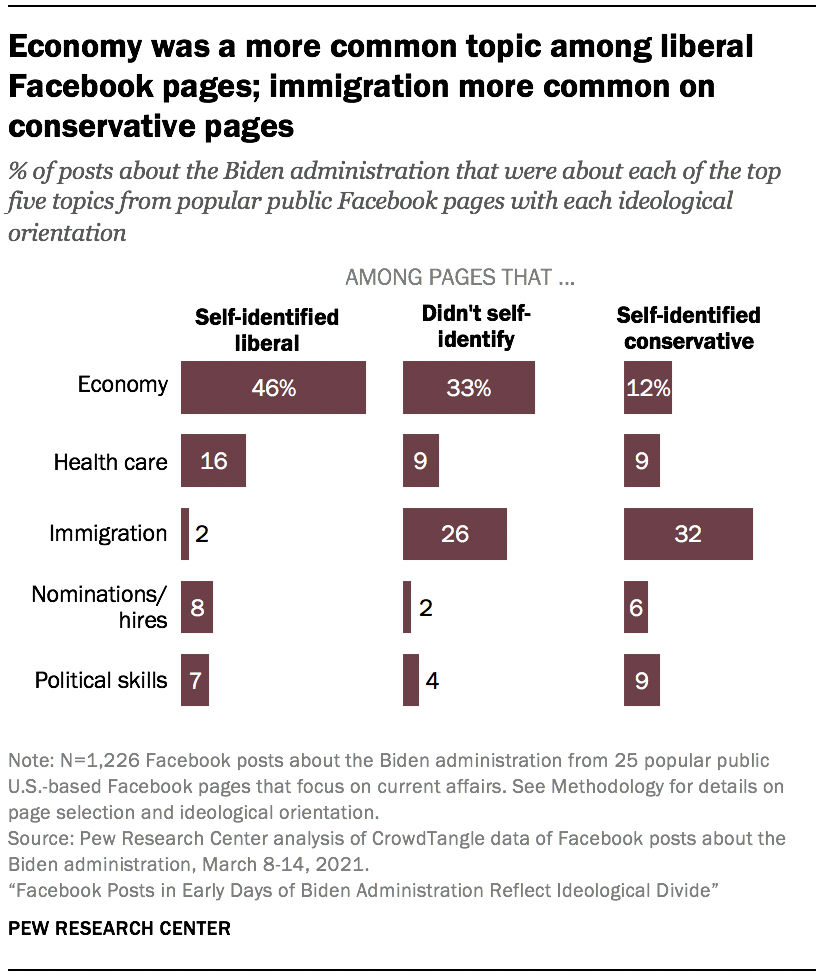 Economy was a more common topic among liberal
Facebook pages; immigration more common on
conservative pages
% of posts about the Biden administration that were about each of the top
five topics from popular public Facebook pages with each ideological
orientation
AMONG PAGES THAT ...
Self-identified
liberal
Didn't self-
identify
Self-identified
conservative
Economy 46% 33% 12%
Health care 16 9 9
Immigration 2 26 32
Nominations/
hires 8 2 6
Political skills 7 4 9
Note: N=1,226 Facebook posts about the Biden administration from 25 popular public
U.S.-based Facebook pages that focus on current affairs. See Methodology for details on
page selection and ideological orientation.
Source: Pew Research Center analysis of CrowdTangle data of Facebook posts about the
Biden administration, March 8-14, 2021.
“Facebook Posts in Early Days of Biden Administration Reflect Ideological Divide”
PEW RESEARCH CENTER